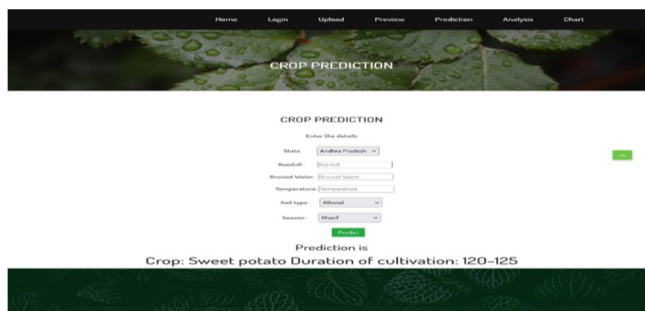 Home Login Upload Preview Prediction Analysis Chart
CROP PREDICTION
CROP PREDICTION
Enter the details
State Andhra Pradesh
Rainfall : Rainfall
Ground Water Ground Water
Temperature Temperature
Soil type : Alluvial
Season : Kharif
Predict
Prediction is
Crop: Sweet potato Duration of cultivation: 120-125